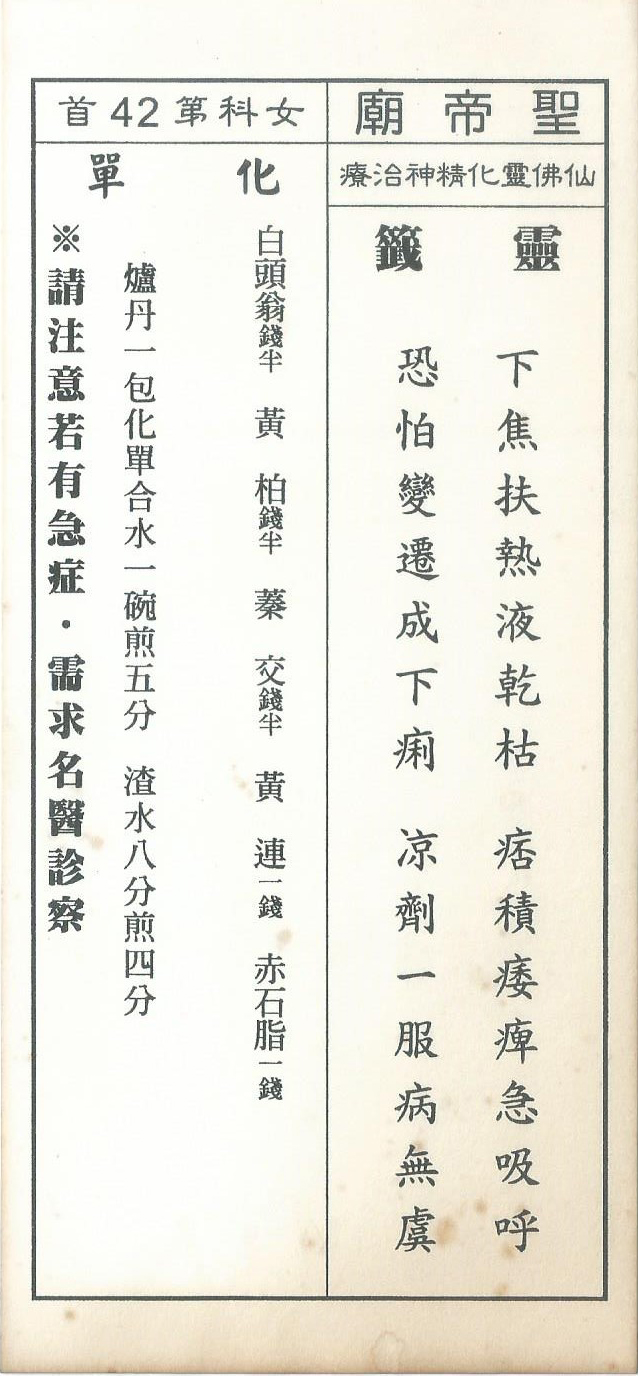 聖帝廟
仙佛靈化精神治療
靈籤
下焦扶熱液乾枯　痞積痿痺急吸呼
恐怕變遷成下痢　凉劑一服病無虞
女科第42首
化單
白頭翁錢半　黃柏錢半　蓁交錢半　黃連一錢　赤石脂一錢
爐丹一包化單合水一碗煎五分　渣水八分煎四分
※請注意若有急症・需求名醫診察